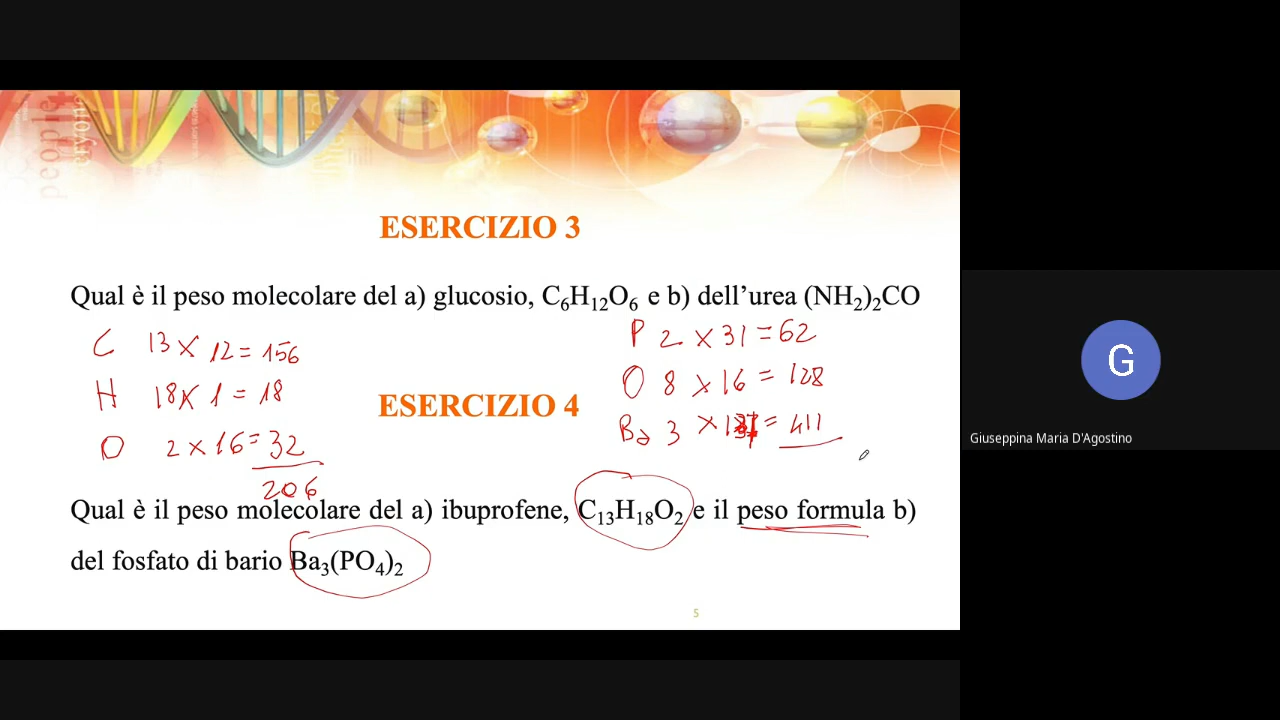 ESERCIZIO 3
Qual è il peso molecolare del a) glucosio, C₆H₁₂O₆ e b) dell’urea (NH₂)₂CO
C 13 × 12 = 156
H 18 × 1 = 18
O 2 × 16 = 32
206
P 2 × 31 = 62
O 8 × 16 = 128
Ba 3 × 137 = 411
ESERCIZIO 4
Qual è il peso molecolare del a) ibuprofene, C₁₃H₁₈O₂ e il peso formula b)
del fosfato di bario Ba₃(PO₄)₂
5
G
Giuseppina Maria D'Agostino
people